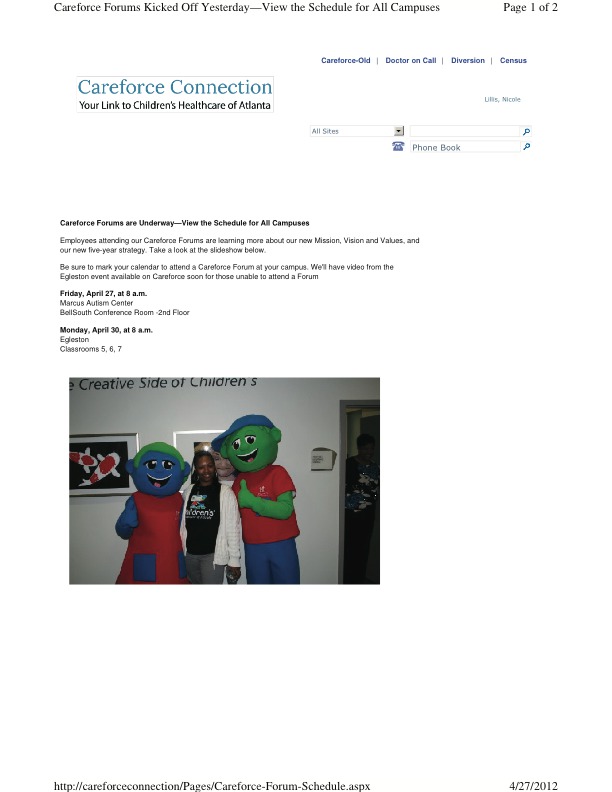 Careforce Forums Kicked Off Yesterday—View the Schedule for All Campuses Page 1 of 2
Careforce-Old | Doctor on Call | Diversion | Census
Careforce Connection
Your Link to Children's Healthcare of Atlanta
Lillis, Nicole
All Sites
Phone Book
Careforce Forums are Underway—View the Schedule for All Campuses
Employees attending our Careforce Forums are learning more about our new Mission, Vision and Values, and
our new five-year strategy. Take a look at the slideshow below.
Be sure to mark your calendar to attend a Careforce Forum at your campus. We'll have video from the
Egleston event available on Careforce soon for those unable to attend a Forum
Friday, April 27, at 8 a.m.
Marcus Autism Center
BellSouth Conference Room -2nd Floor
Monday, April 30, at 8 a.m.
Egleston
Classrooms 5, 6, 7
e Creative Side of Children's
ildren's
http://careforceconnection/Pages/Careforce-Forum-Schedule.aspx 4/27/2012